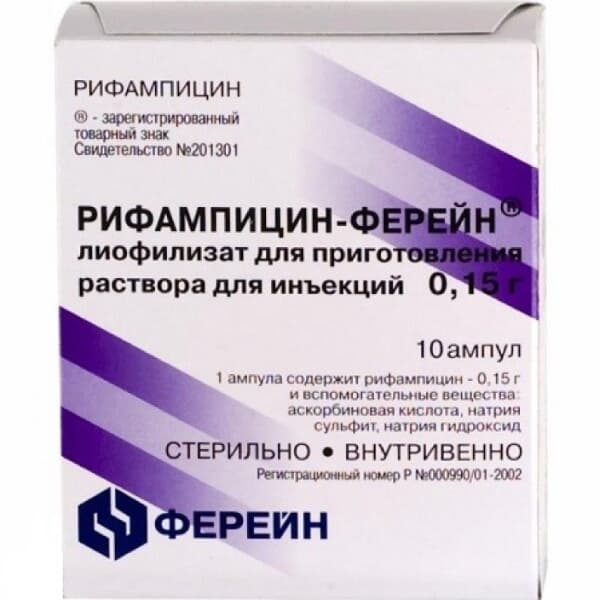 РИФАМПИЦИН
® - зарегистрированный
товарный знак
Свидетельство №201301
РИФАМПИЦИН-ФЕРЕЙН®
лиофилизат для приготовления
раствора для инъекций 0,15 г
10 ампул
1 ампула содержит рифампицин - 0,15 г
и вспомогательные вещества:
аскорбиновая кислота, натрия
сульфит, натрия гидроксид
СТЕРИЛЬНО • ВНУТРИВЕННО
Регистрационный номер Р №000990/01-2002
ФЕРЕЙН